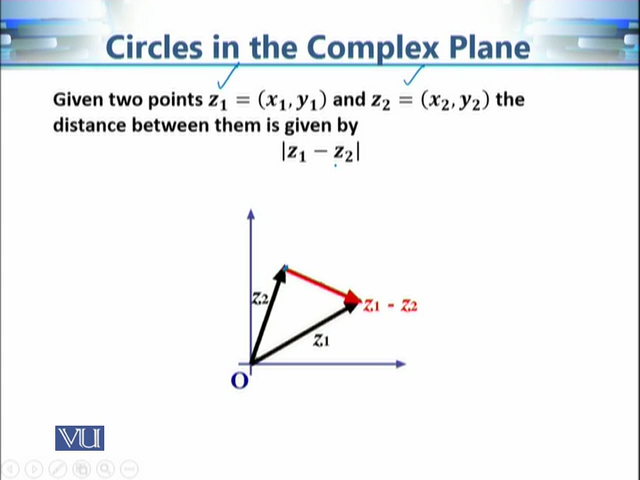 Circles in the Complex Plane
Given two points z₁ = (x₁, y₁) and z₂ = (x₂, y₂) the
distance between them is given by
|z₁ − z₂|
z₂
z₁ - z₂
z₁
O
VU